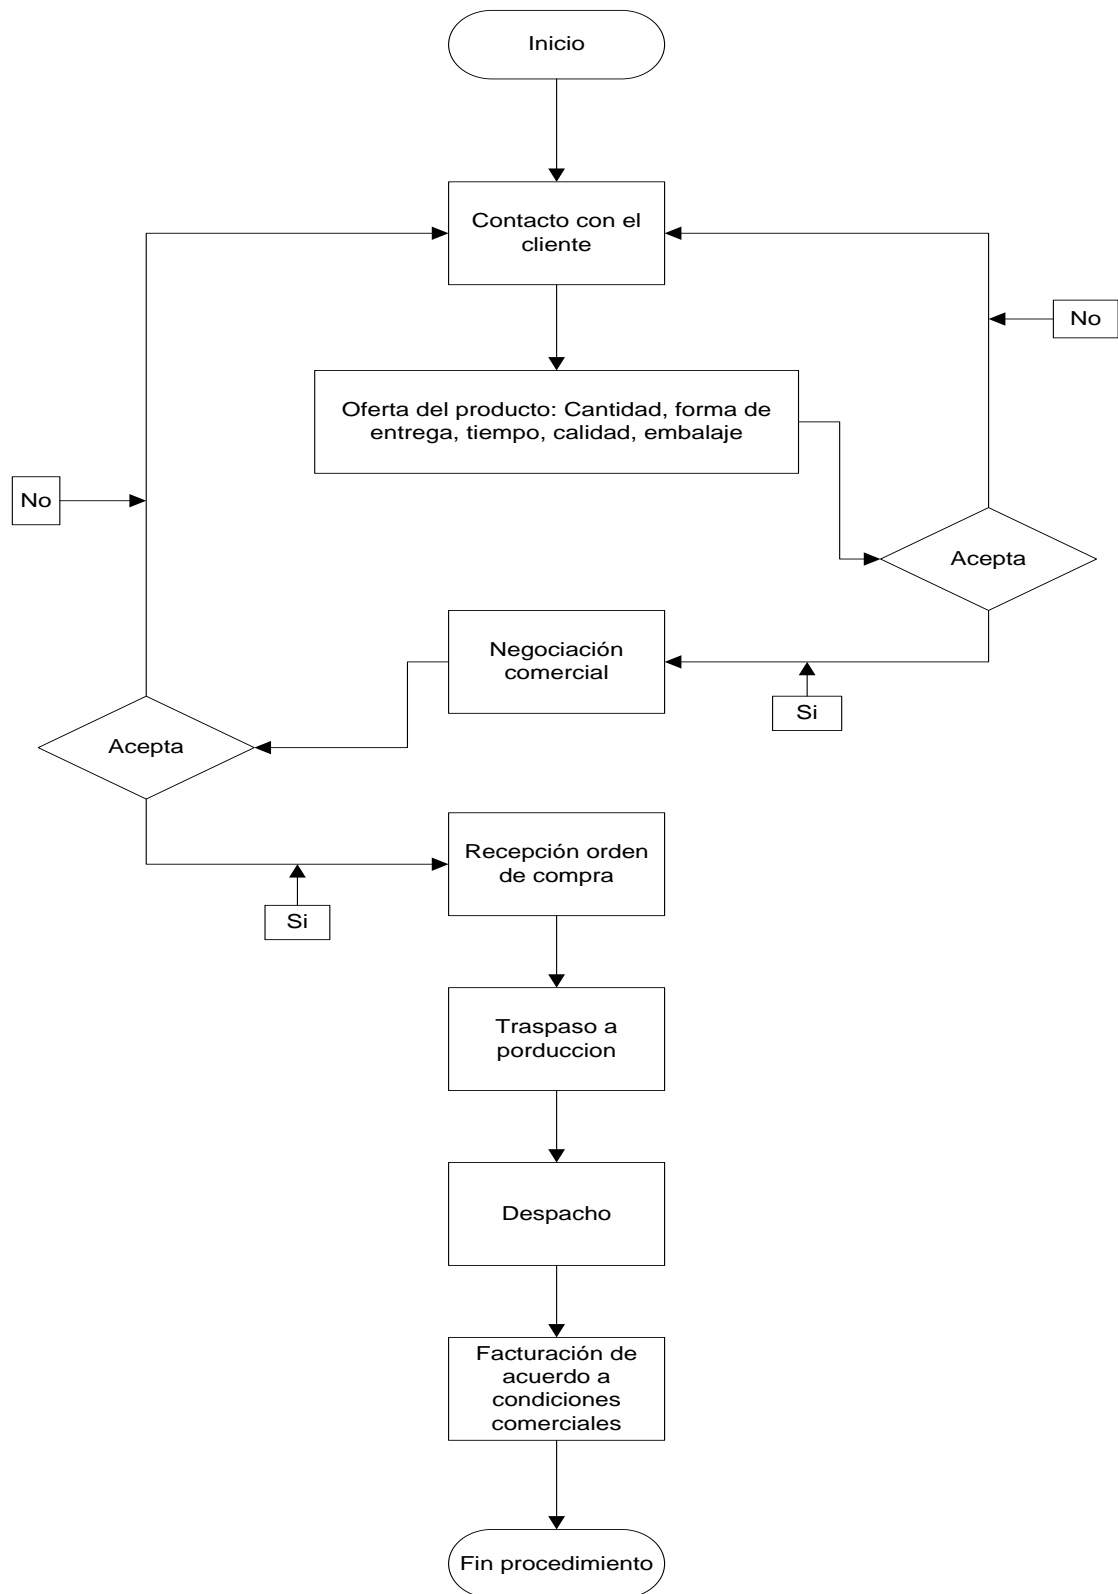 Inicio
Contacto con el
cliente
No
Oferta del producto: Cantidad, forma de
entrega, tiempo, calidad, embalaje
No
Acepta
Negociación
comercial
Si
Acepta
Recepción orden
de compra
Si
Traspaso a
porduccion
Despacho
Facturación de
acuerdo a
condiciones
comerciales
Fin procedimiento